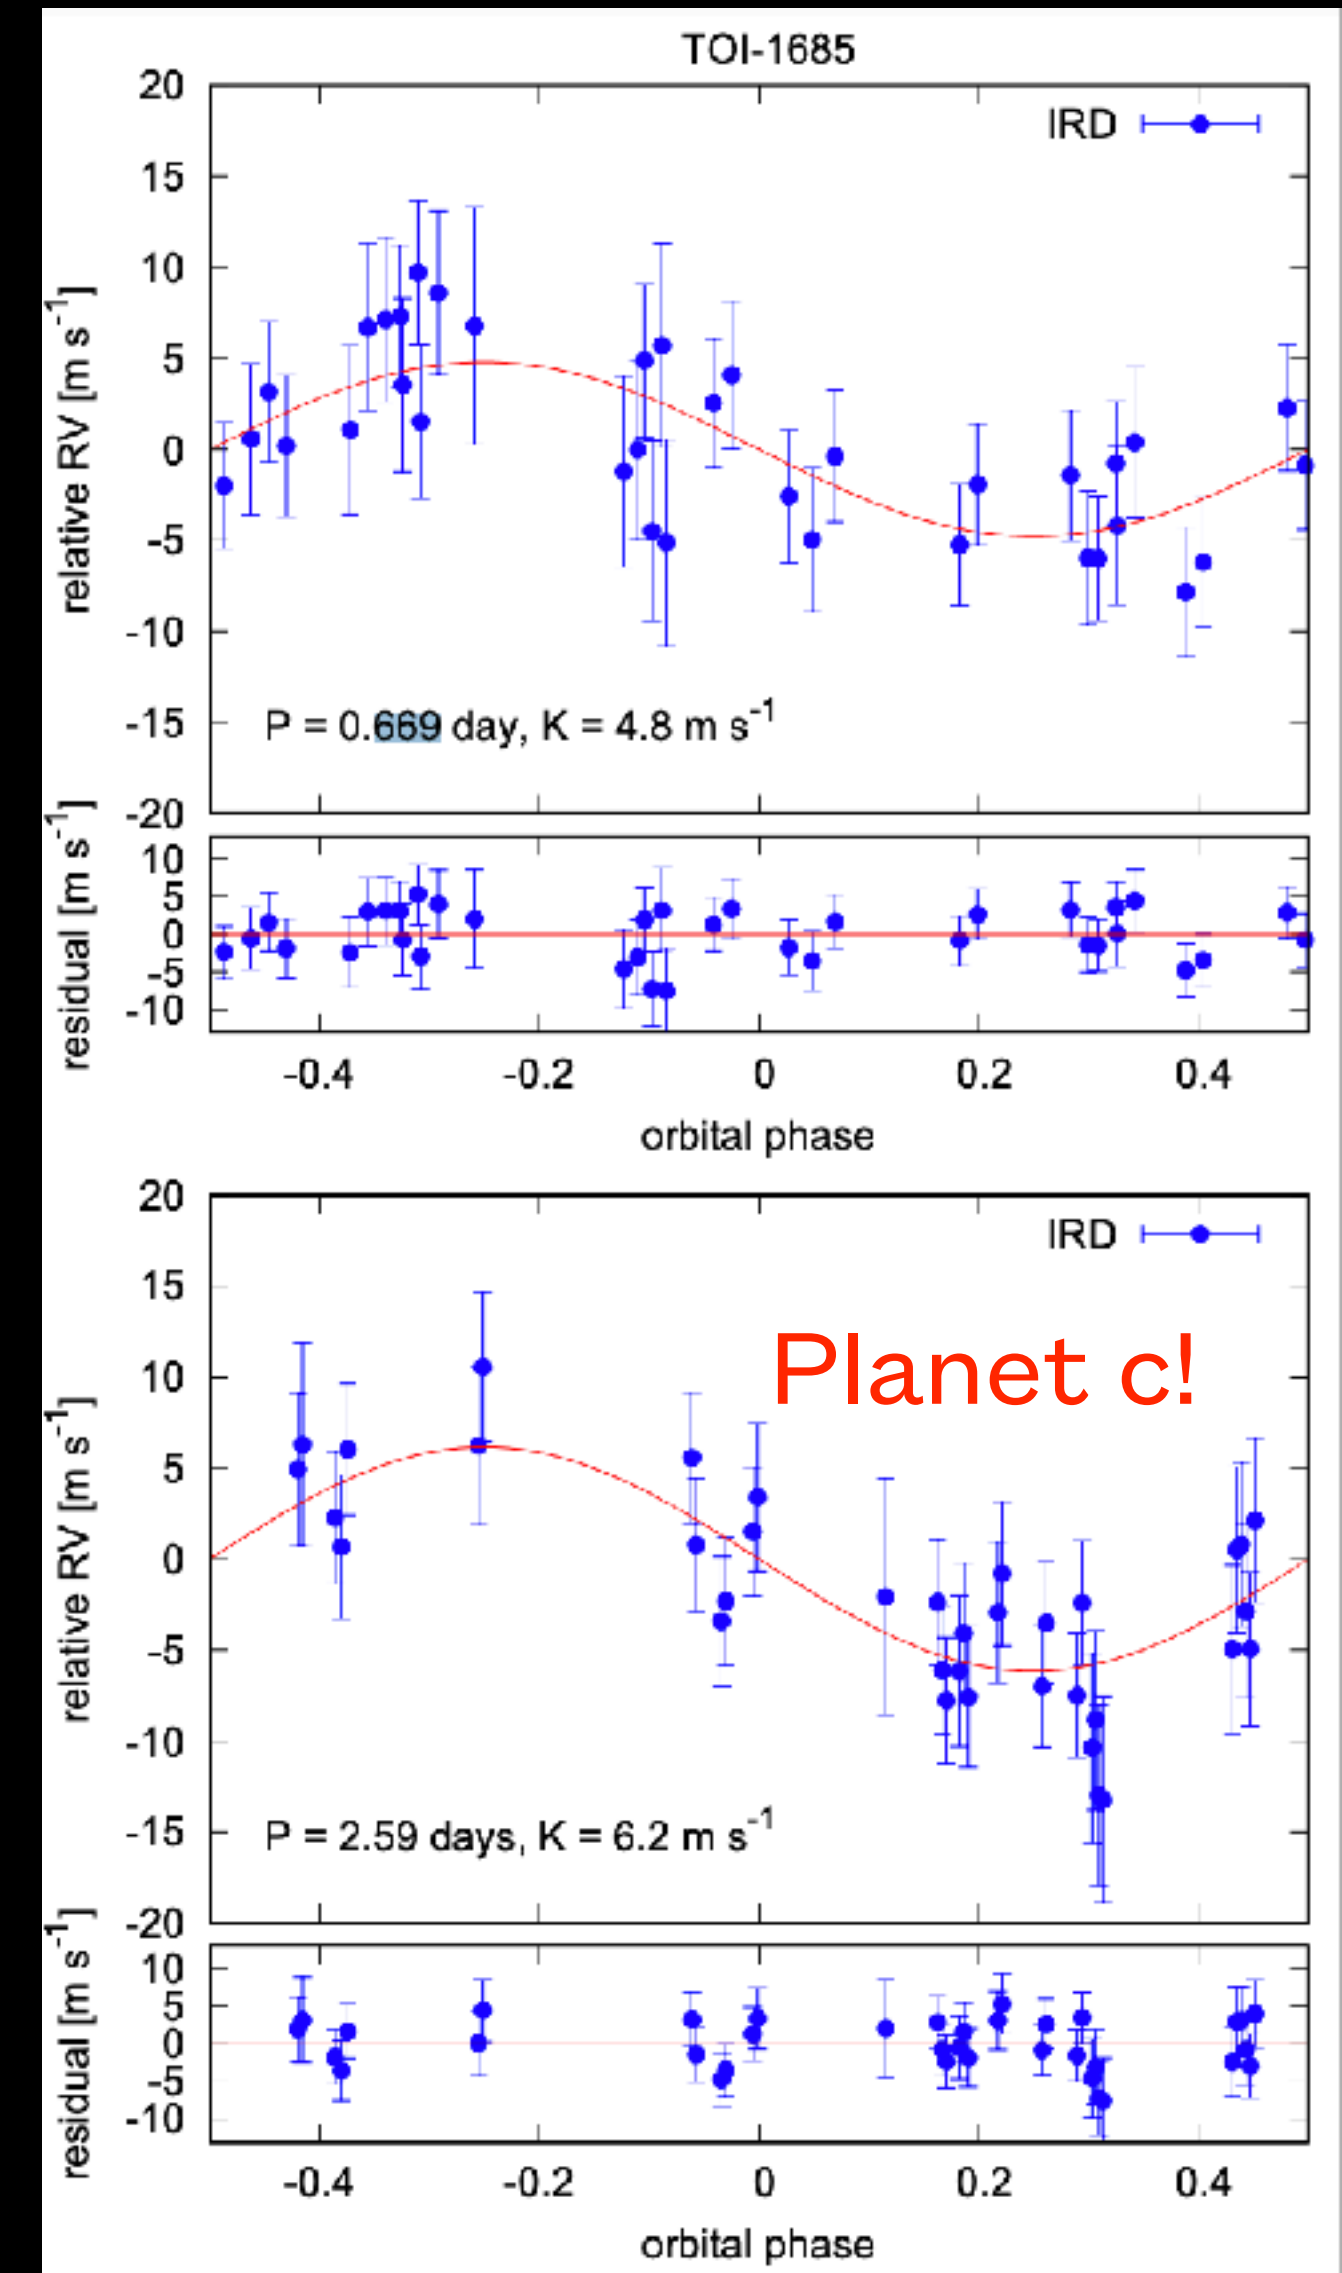 TOI-1685
IRD
relative RV [m s⁻¹]
20
15
10
5
0
-5
-10
-15
-20
P = 0.669 day, K = 4.8 m s⁻¹
residual [m s⁻¹]
10
5
0
-5
-10
-0.4 -0.2 0 0.2 0.4
orbital phase
IRD
Planet c!
relative RV [m s⁻¹]
20
15
10
5
0
-5
-10
-15
-20
P = 2.59 days, K = 6.2 m s⁻¹
residual [m s⁻¹]
10
5
0
-5
-10
-0.4 -0.2 0 0.2 0.4
orbital phase